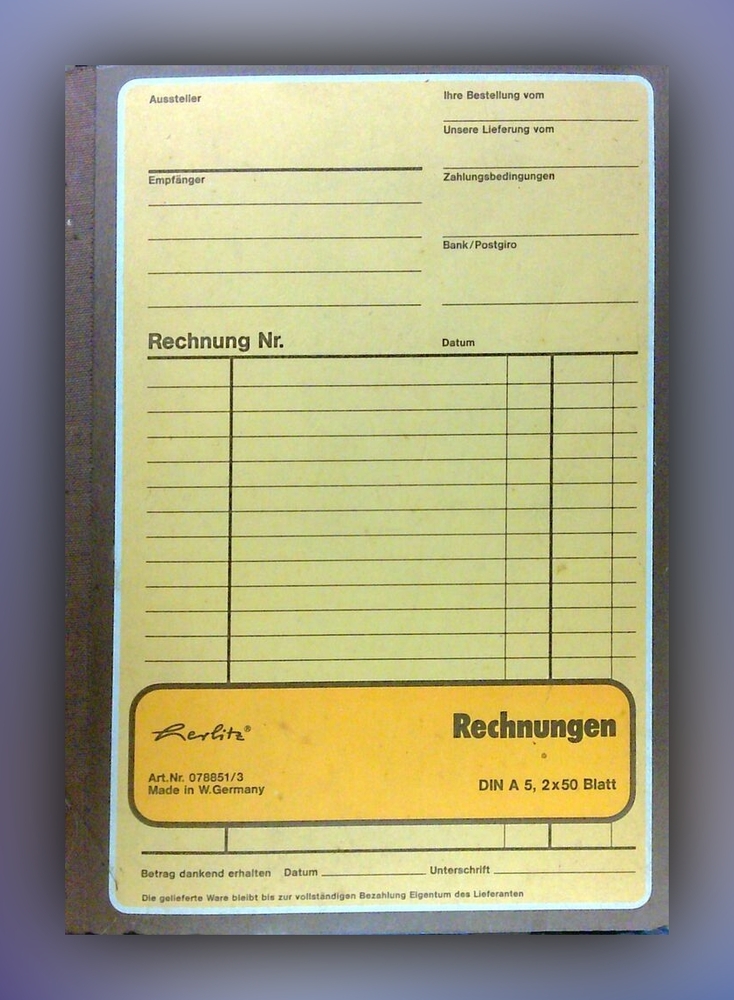 Aussteller
Ihre Bestellung vom
Unsere Lieferung vom
Empfänger
Zahlungsbedingungen
Bank/Postgiro
Rechnung Nr.
Datum
herlitz®
Rechnungen
Art.Nr. 078851/3
Made in W.Germany
DIN A 5, 2x50 Blatt
Betrag dankend erhalten Datum Unterschrift
Die gelieferte Ware bleibt bis zur vollständigen Bezahlung Eigentum des Lieferanten